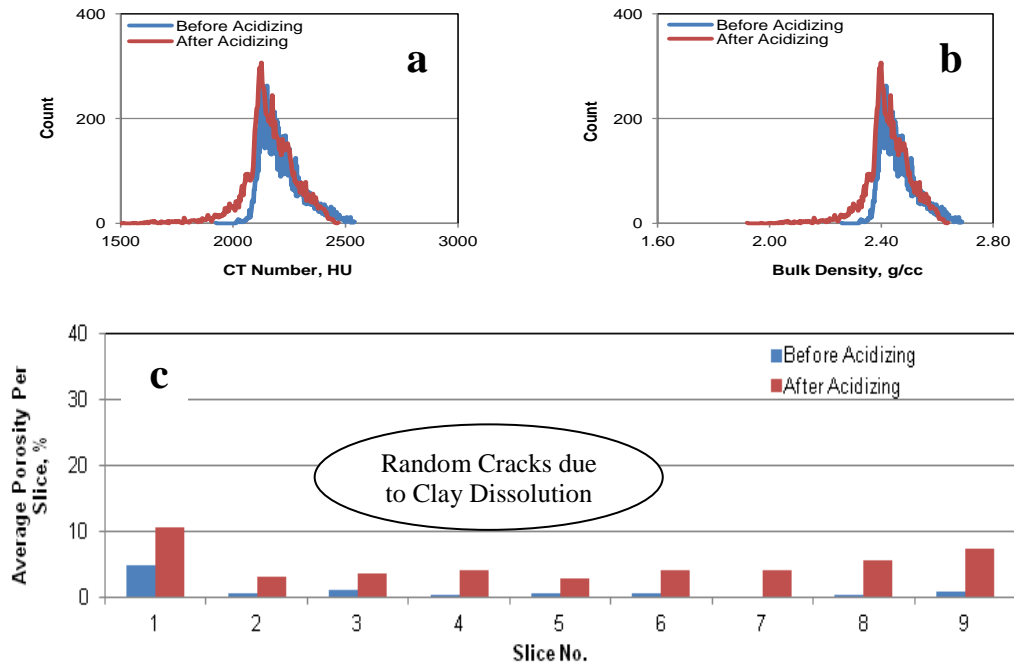 400
Before Acidizing
After Acidizing
a
Count
200
0
1500
2000
2500
3000
CT Number, HU
400
Before Acidizing
After Acidizing
b
Count
200
0
1.60
2.00
2.40
2.80
Bulk Density, g/cc
Average Porosity Per
Slice, %
40
30
20
10
0
c
Before Acidizing
After Acidizing
Random Cracks due
to Clay Dissolution
1
2
3
4
5
6
7
8
9
Slice No.